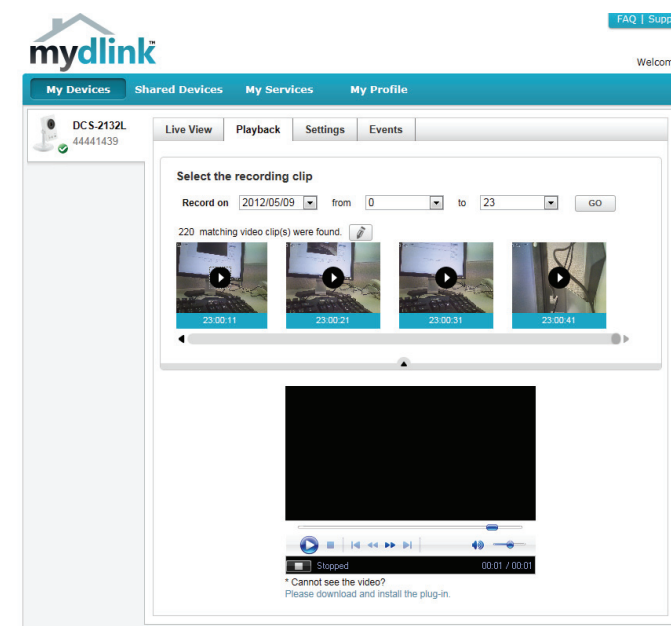 FAQ | Supp
mydlink
Welcom
My Devices Shared Devices My Services My Profile
DCS-2132L
44441439
Live View Playback Settings Events
Select the recording clip
Record on 2012/05/09 from 0 to 23 GO
220 matching video clip(s) were found.
23:00:11 23:00:21 23:00:31 23:00:41
Stopped 00:01 / 00:01
* Cannot see the video?
Please download and install the plug-in.